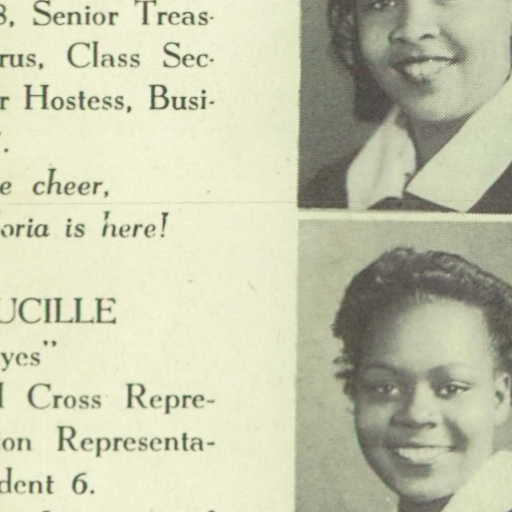 8, Senior Treas-
rus, Class Sec-
r Hostess, Busi-
.
e cheer,
oria is here!
UCILLE
yes"
Cross Repre-
on Representa-
dent 6.